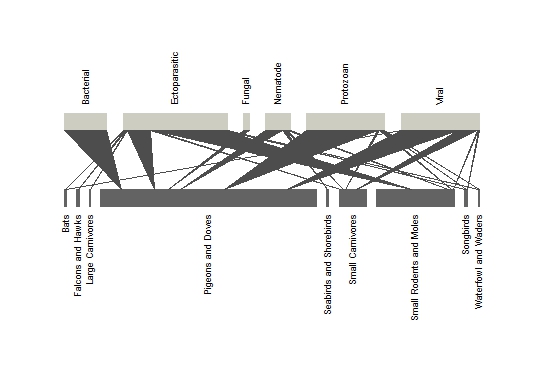 Bats
Falcons and Hawks
Large Carnivores
Pigeons and Doves
Seabirds and Shorebirds
Small Carnivores
Small Rodents and Moles
Songbirds
Waterfowl and Waders
Bacterial
Ectoparasitic
Fungal
Nematode
Protozoan
Viral